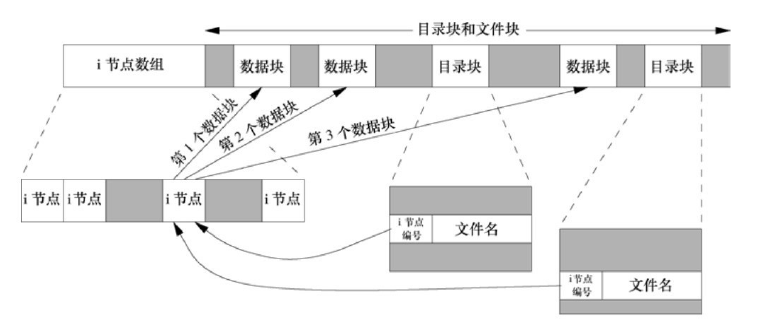 目录块和文件块
i 节点数组
数据块
数据块
目录块
数据块
目录块
第 1 个数据块
第 2 个数据块
第 3 个数据块
i 节点
i 节点
i 节点
i 节点
i 节点
编号
文件名
i 节点
编号
文件名